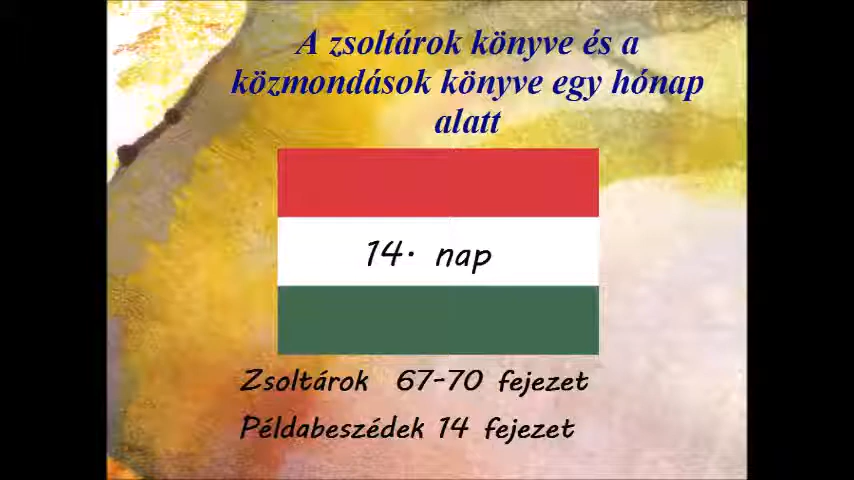 A zsoltárok könyve és a
közmondások könyve egy hónap
alatt
14. nap
Zsoltárok 67-70 fejezet
Példabeszédek 14 fejezet